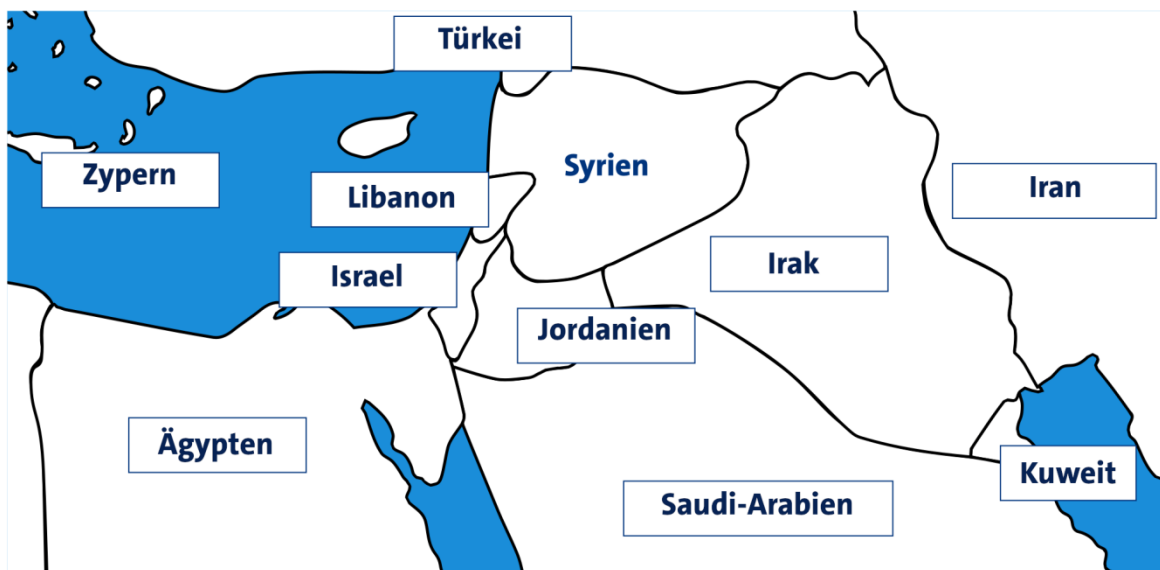 Türkei
Zypern
Syrien
Libanon
Iran
Israel
Irak
Jordanien
Ägypten
Kuweit
Saudi-Arabien